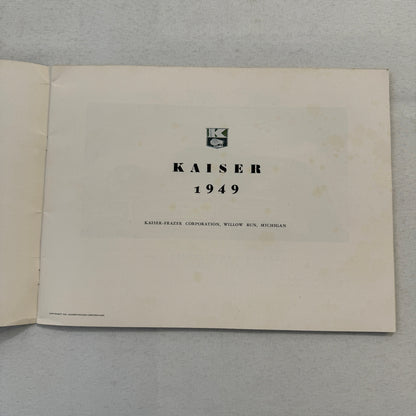 K
KAISER
1949
KAISER-FRAZER CORPORATION, WILLOW RUN, MICHIGAN